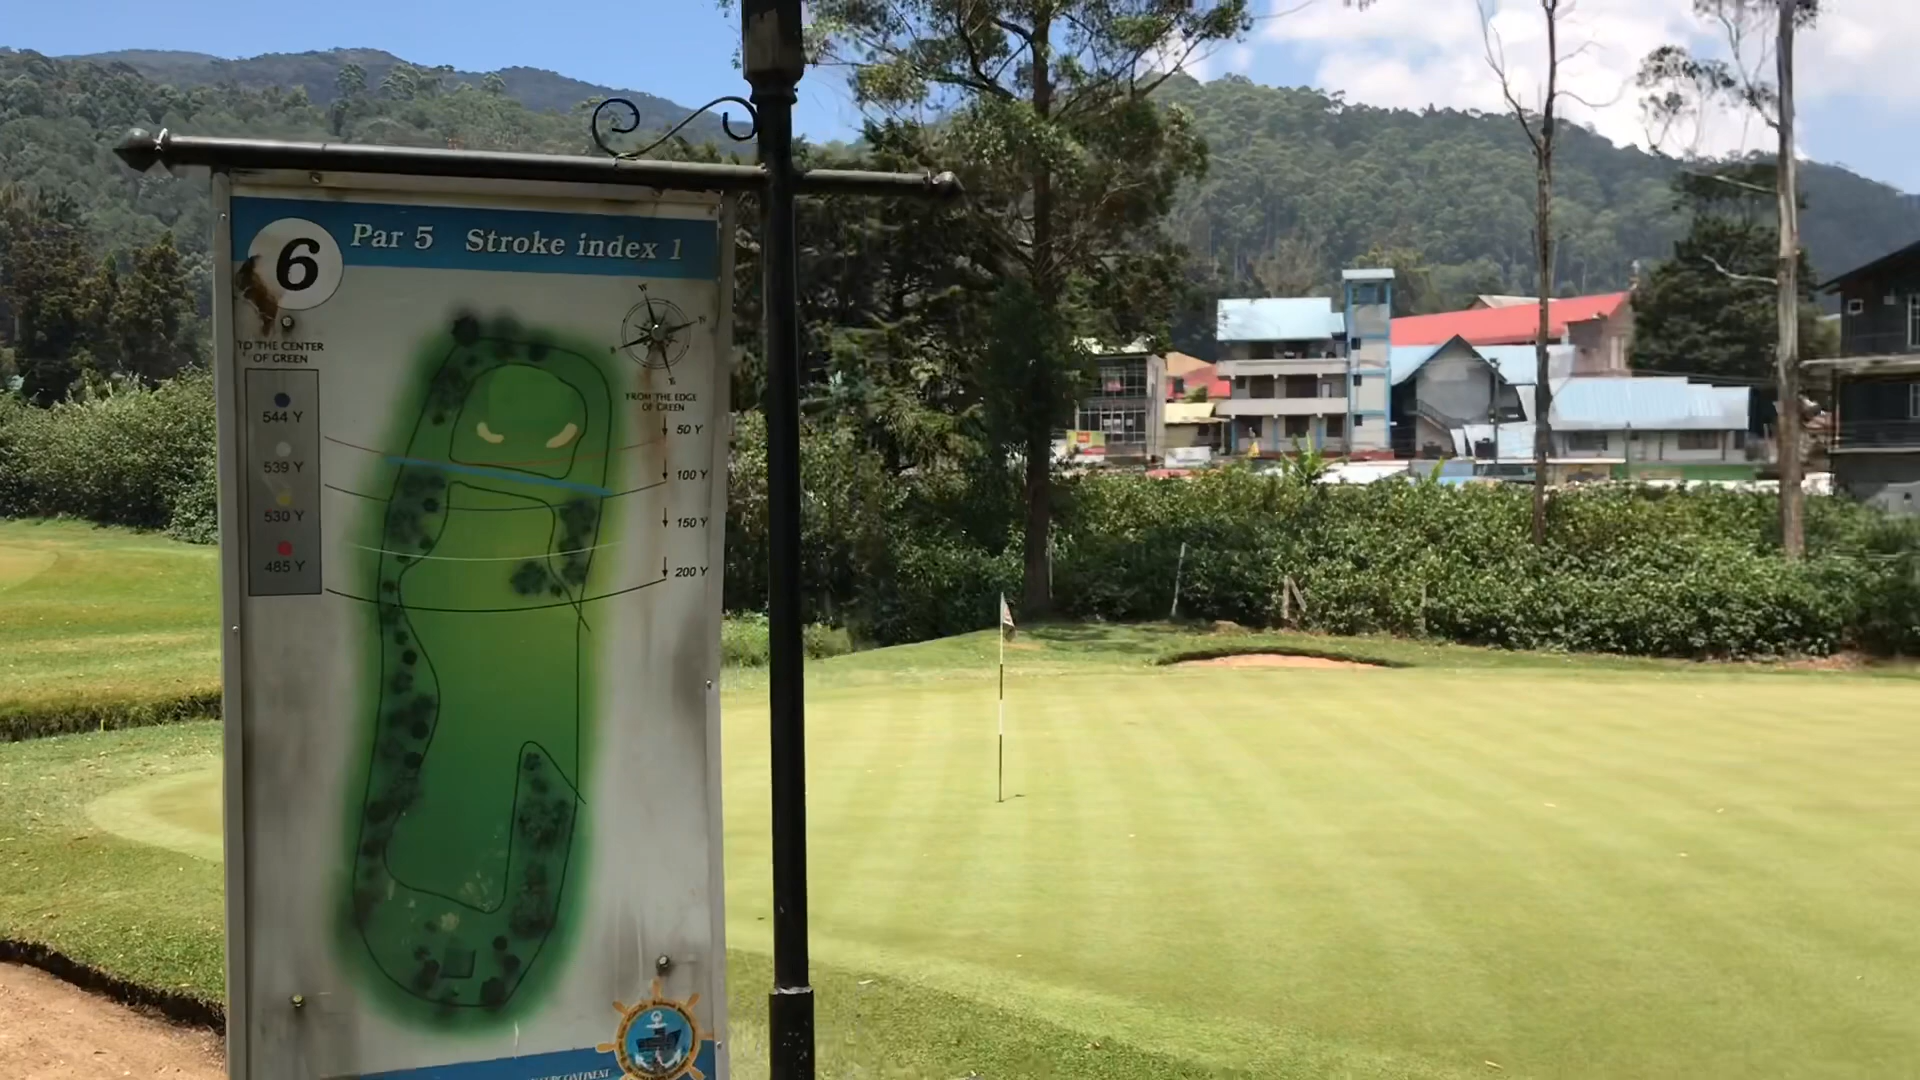 6
Par 5 Stroke index 1
TO THE CENTER
OF GREEN
544 Y
539 Y
530 Y
485 Y
W
N
E
FROM THE EDGE
OF GREEN
50 Y
100 Y
150 Y
200 Y